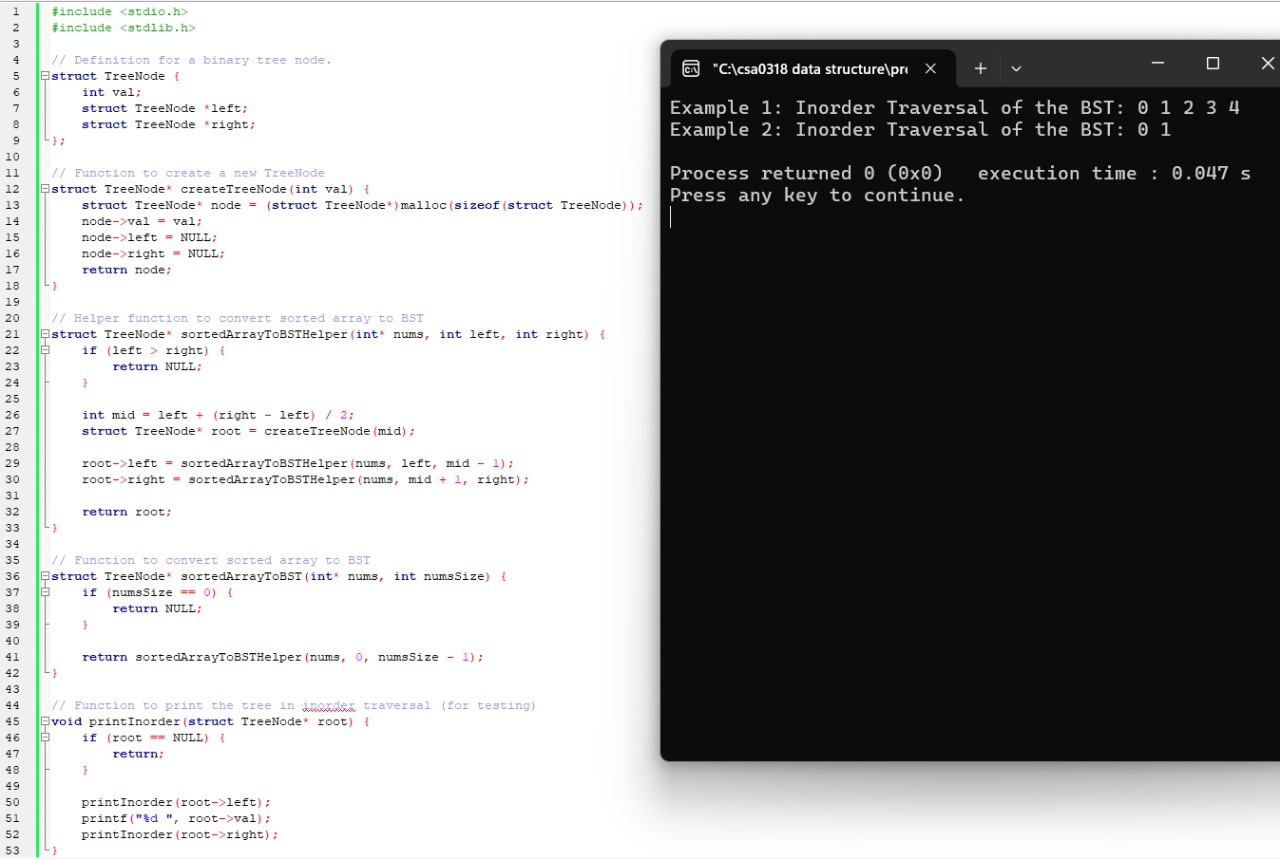 1 #include <stdio.h>
2 #include <stdlib.h>
3
4 // Definition for a binary tree node.
5 struct TreeNode {
6     int val;
7     struct TreeNode *left;
8     struct TreeNode *right;
9 };
10
11 // Function to create a new TreeNode
12 struct TreeNode* createTreeNode(int val) {
13     struct TreeNode* node = (struct TreeNode*)malloc(sizeof(struct TreeNode));
14     node->val = val;
15     node->left = NULL;
16     node->right = NULL;
17     return node;
18 }
19
20 // Helper function to convert sorted array to BST
21 struct TreeNode* sortedArrayToBSTHelper(int* nums, int left, int right) {
22     if (left > right) {
23         return NULL;
24     }
25
26     int mid = left + (right - left) / 2;
27     struct TreeNode* root = createTreeNode(mid);
28
29     root->left = sortedArrayToBSTHelper(nums, left, mid - 1);
30     root->right = sortedArrayToBSTHelper(nums, mid + 1, right);
31
32     return root;
33 }
34
35 // Function to convert sorted array to BST
36 struct TreeNode* sortedArrayToBST(int* nums, int numsSize) {
37     if (numsSize == 0) {
38         return NULL;
39     }
40
41     return sortedArrayToBSTHelper(nums, 0, numsSize - 1);
42 }
43
44 // Function to print the tree in inorder traversal (for testing)
45 void printInorder(struct TreeNode* root) {
46     if (root == NULL) {
47         return;
48     }
49
50     printInorder(root->left);
51     printf("%d ", root->val);
52     printInorder(root->right);
53 }
"C:\csa0318 data structure\pro
Example 1: Inorder Traversal of the BST: 0 1 2 3 4
Example 2: Inorder Traversal of the BST: 0 1
Process returned 0 (0x0)   execution time : 0.047 s
Press any key to continue.